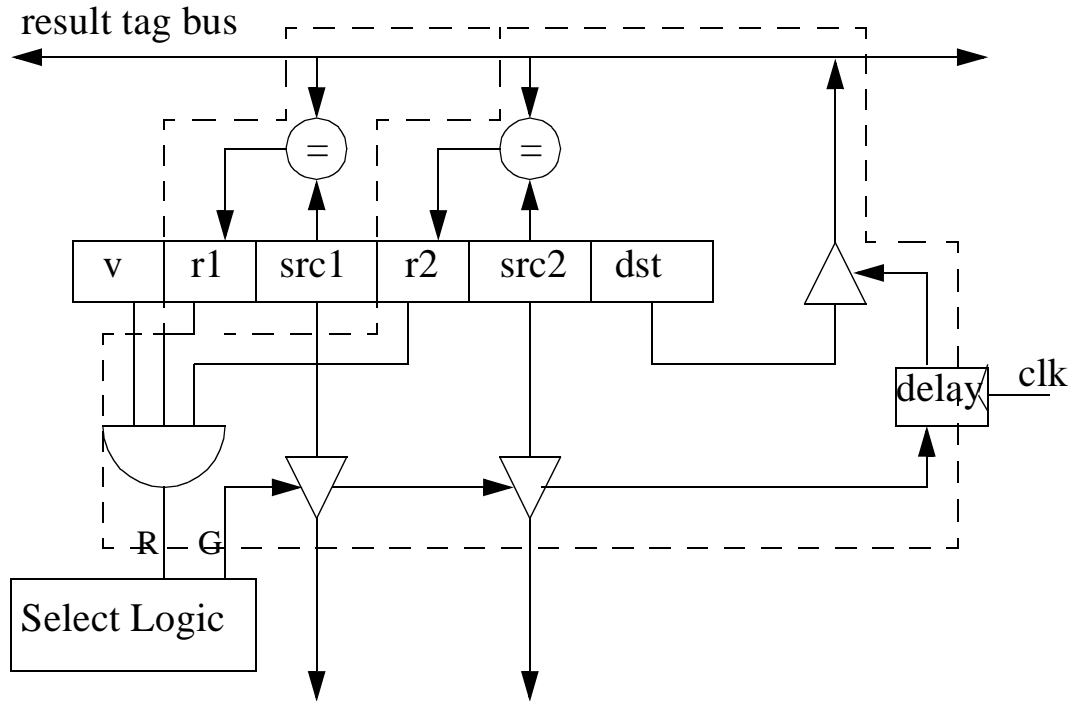 result tag bus
= =
v r1 src1 r2 src2 dst
delay clk
R G
Select Logic